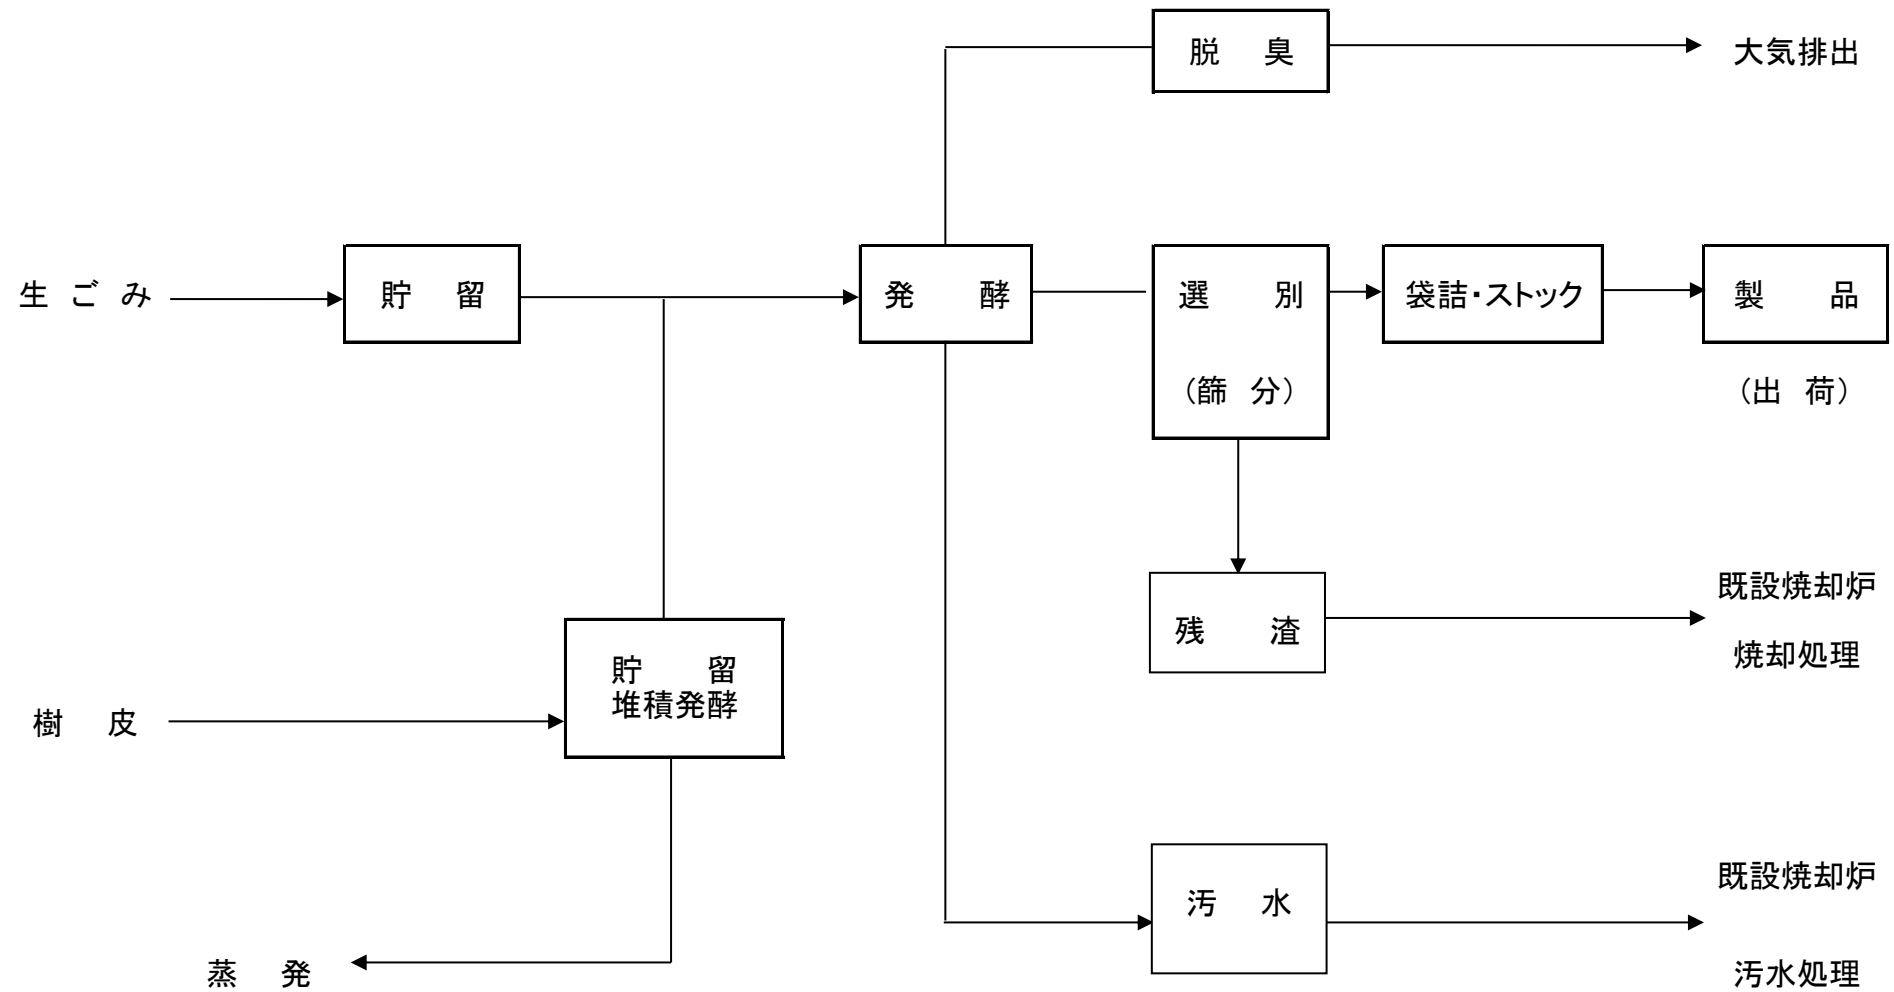 脱 臭
大気排出
生 ご み
貯 留
発 酵
選 別
袋詰・ストック
製 品
（篩 分）
（出 荷）
既設焼却炉
残 渣
焼却処理
貯 留
堆積発酵
樹 皮
既設焼却炉
汚 水
蒸 発
汚水処理